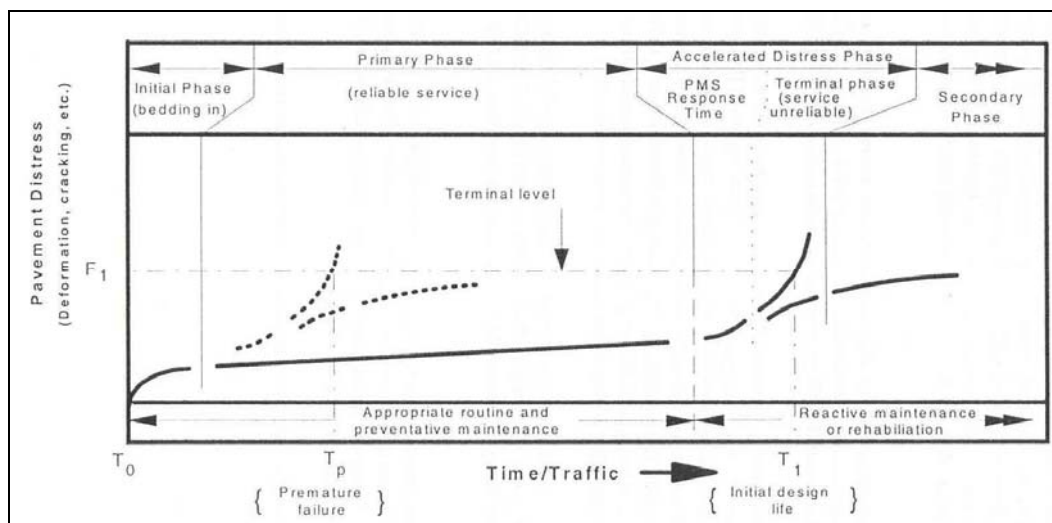 Primary Phase
Accelerated Distress Phase
Initial Phase
(bedding in)
(reliable service)
PMS
Response
Time
Terminal phase
(service
unreliable)
Secondary
Phase
Pavement Distress
(Deformation, cracking, etc.)
Terminal level
F1
Appropriate routine and
preventative maintenance
Reactive maintenance
or rehabiliation
T0
Tp
Time/Traffic
T1
{ Premature
failure }
{ Initial design
life }